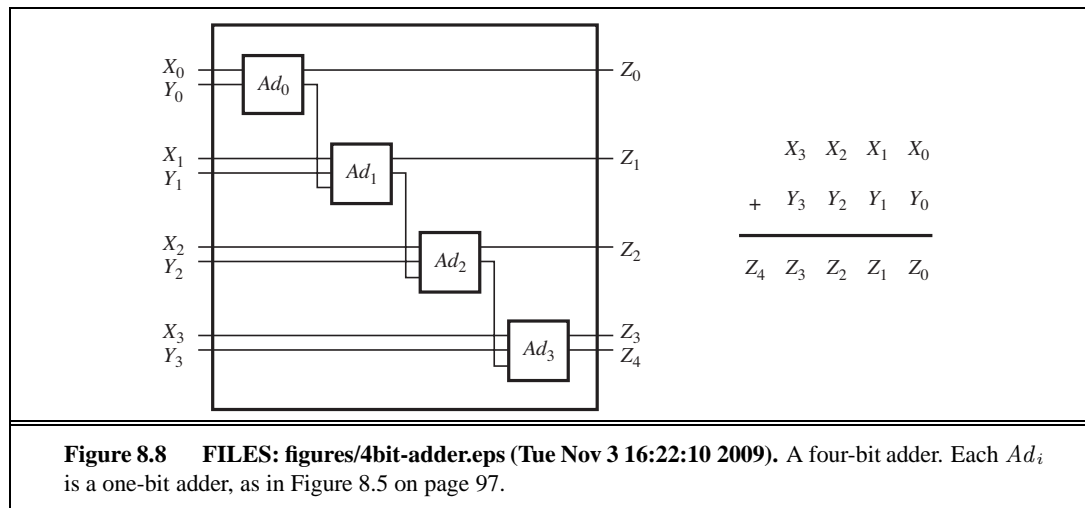 X0 Ad0 Z0
Y0
X1 Ad1 Z1
Y1
X2 Ad2 Z2
Y2
X3 Ad3 Z3
Y3 Z4
X3 X2 X1 X0
+ Y3 Y2 Y1 Y0
Z4 Z3 Z2 Z1 Z0
Figure 8.8 FILES: figures/4bit-adder.eps (Tue Nov 3 16:22:10 2009). A four-bit adder. Each Adi
is a one-bit adder, as in Figure 8.5 on page 97.